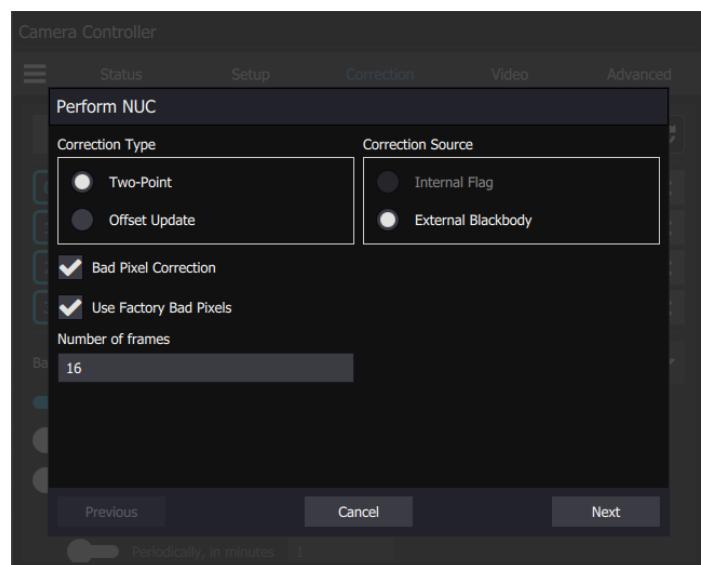 Camera Controller
Status Setup Correction Video Advanced
Perform NUC
Correction Type Correction Source
Two-Point Internal Flag
Offset Update External Blackbody
Bad Pixel Correction
Use Factory Bad Pixels
Number of frames
Ba
16
Previous Cancel Next
Periodically, in minutes 1